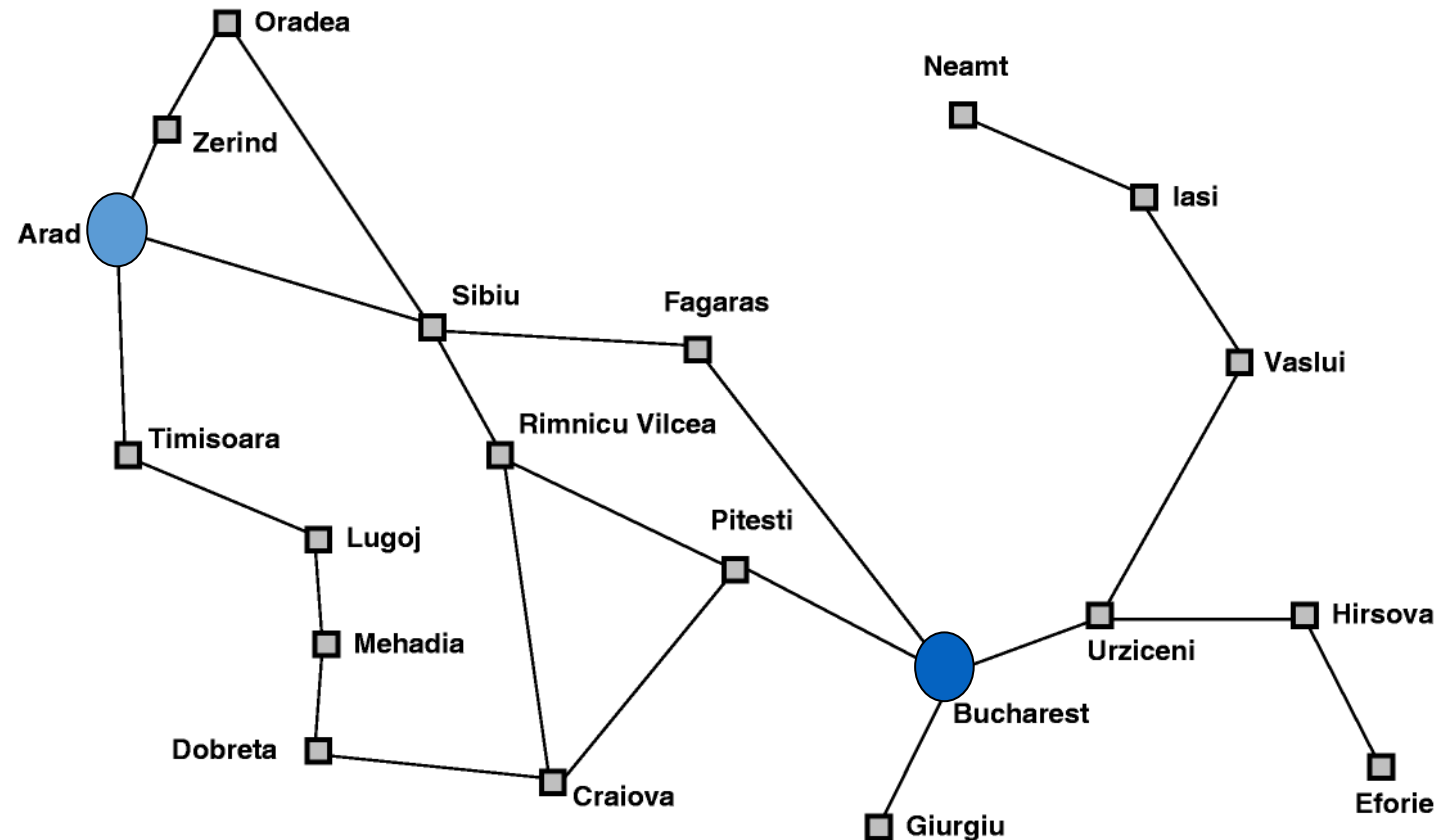 Oradea
Neamt
Zerind
Iasi
Arad
Sibiu
Fagaras
Vaslui
Rimnicu Vilcea
Timisoara
Pitesti
Lugoj
Hirsova
Mehadia
Urziceni
Bucharest
Dobreta
Craiova
Eforie
Giurgiu